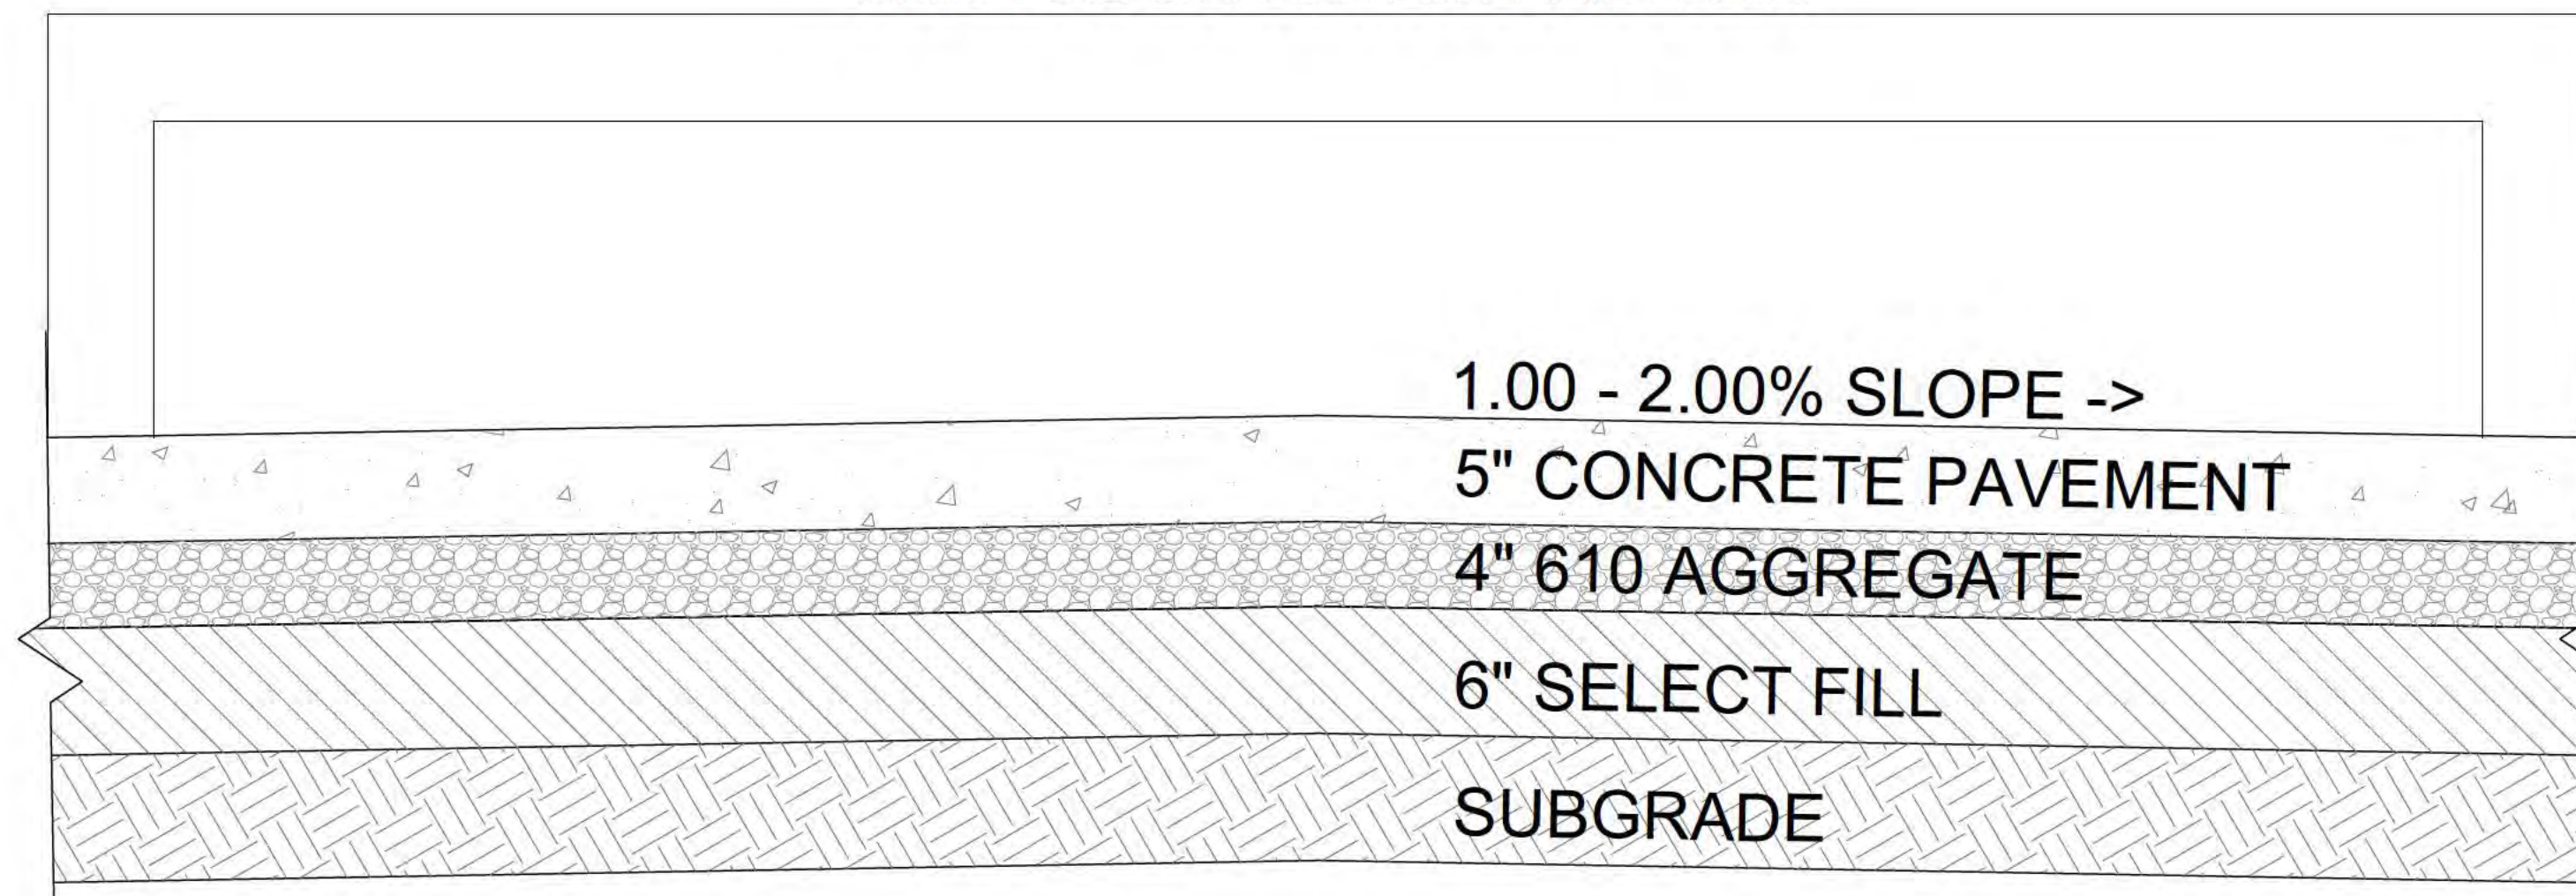 1.00 - 2.00% SLOPE ->
5" CONCRETE PAVEMENT
4" 610 AGGREGATE
6" SELECT FILL
SUBGRADE